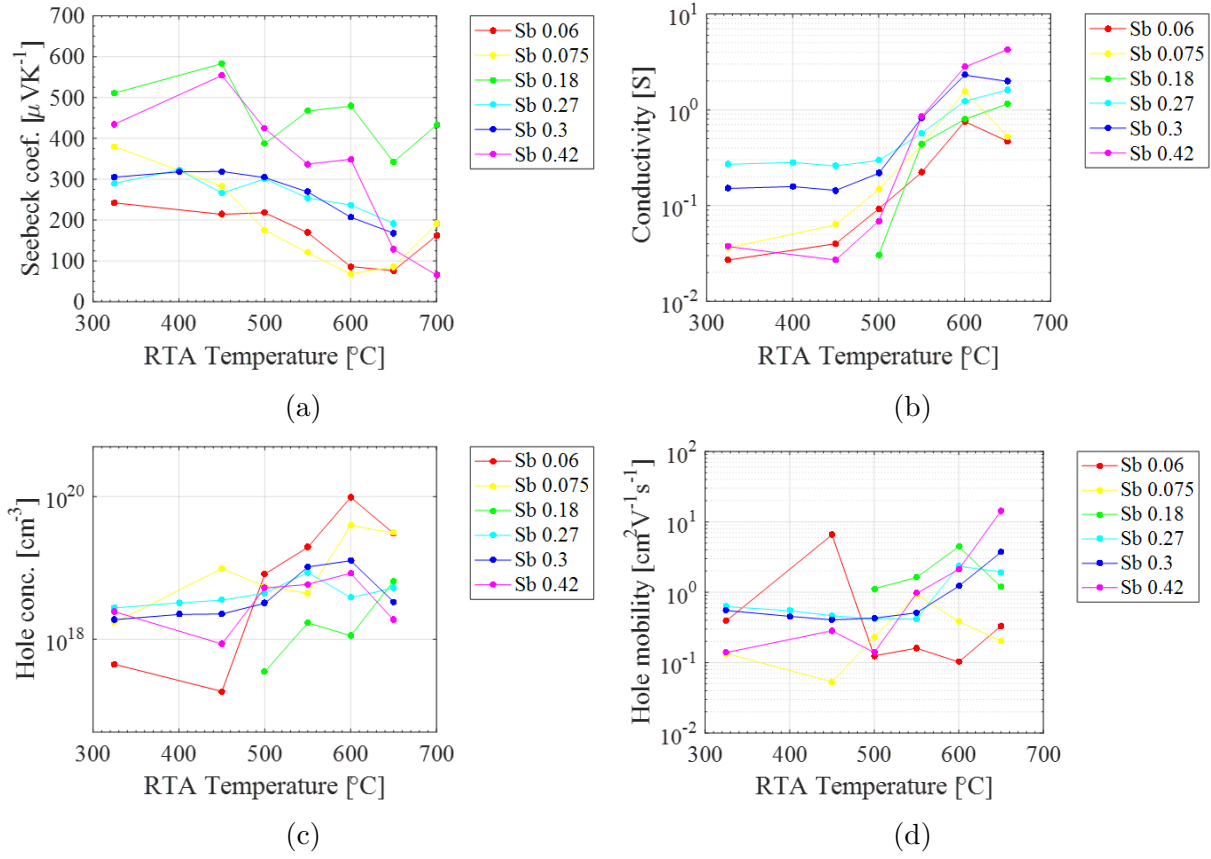 Seebeck coef. [μ VK⁻¹]
700
600
500
400
300
200
100
0
300 400 500 600 700
RTA Temperature [°C]
Sb 0.06
Sb 0.075
Sb 0.18
Sb 0.27
Sb 0.3
Sb 0.42
(a)
Conductivity [S]
10¹
10⁰
10⁻¹
10⁻²
300 400 500 600 700
RTA Temperature [°C]
Sb 0.06
Sb 0.075
Sb 0.18
Sb 0.27
Sb 0.3
Sb 0.42
(b)
Hole conc. [cm⁻³]
10²⁰
10¹⁸
300 400 500 600 700
RTA Temperature [°C]
Sb 0.06
Sb 0.075
Sb 0.18
Sb 0.27
Sb 0.3
Sb 0.42
(c)
Hole mobility [cm²V⁻¹s⁻¹]
10²
10¹
10⁰
10⁻¹
10⁻²
300 400 500 600 700
RTA Temperature [°C]
Sb 0.06
Sb 0.075
Sb 0.18
Sb 0.27
Sb 0.3
Sb 0.42
(d)